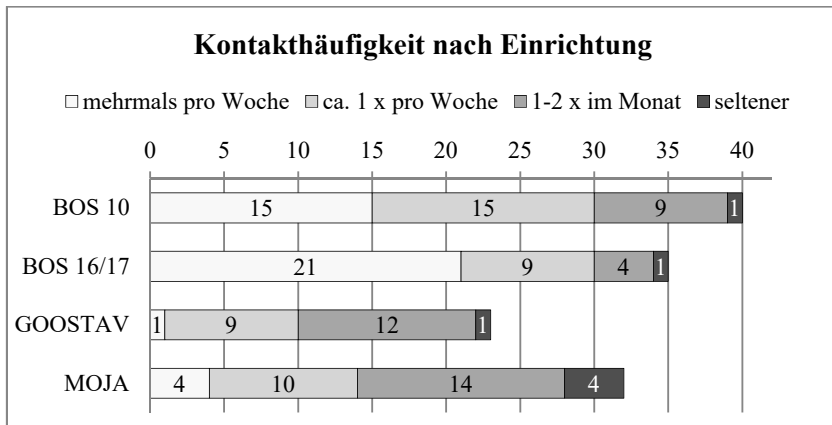 Kontakthäufigkeit nach Einrichtung
mehrmals pro Woche ca. 1 x pro Woche 1-2 x im Monat seltener
0 5 10 15 20 25 30 35 40
BOS 10 15 15 9 1
BOS 16/17 21 9 4 1
GOOSTAV 1 9 12 1
MOJA 4 10 14 4